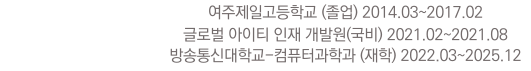 여주제일고등학교 (졸업) 2014.03~2017.02
글로벌 아이티 인재 개발원(국비) 2021.02~2021.08
방송통신대학교-컴퓨터과학과 (재학) 2022.03~2025.12